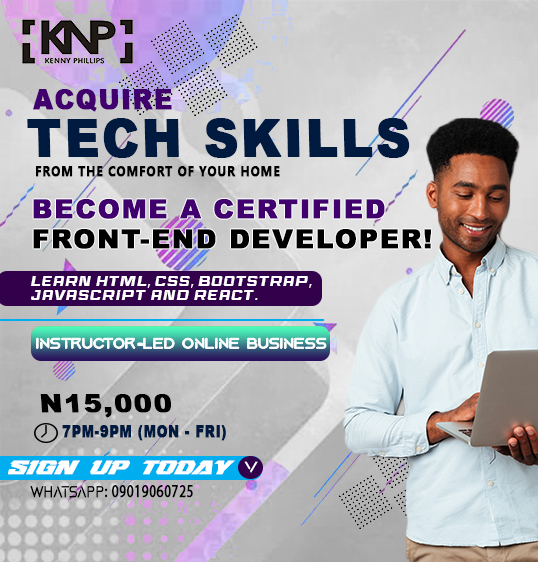 [KNP]
KENNY PHILLIPS
ACQUIRE
TECH SKILLS
FROM THE COMFORT OF YOUR HOME
BECOME A CERTIFIED
FRONT-END DEVELOPER!
LEARN HTML, CSS, BOOTSTRAP,
JAVASCRIPT AND REACT.
INSTRUCTOR-LED ONLINE BUSINESS
N15,000
7PM-9PM (MON - FRI)
SIGN UP TODAY
WHATSAPP: 09019060725